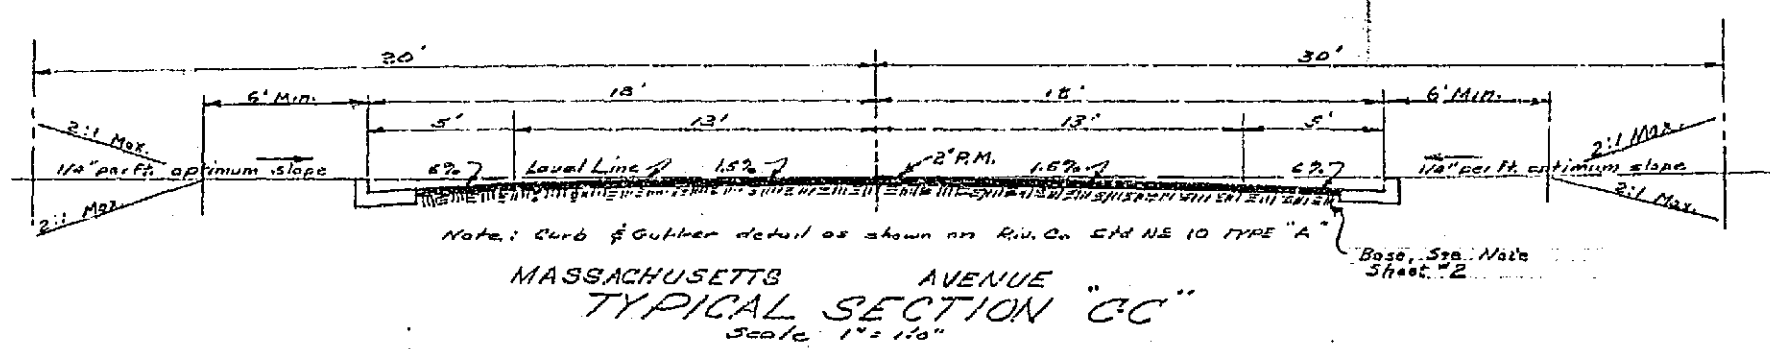 30' 30'
6' Min. 18' 18' 6' Min.
5' 13' 13' 5'
2:1 Max. 2:1 Max.
1/4" per ft. optimum slope 6% Level Line 1.5% 2" P.M. 1.5% 6% 1/4" per ft. optimum slope
2:1 Max. 2:1 Max.
Note: Curb & Gutter detail as shown on Riv. Co. Std 10 TYPE "A"
Base, See Note
Sheet #2
MASSACHUSETTS AVENUE
TYPICAL SECTION "C-C"
Scale 1" =